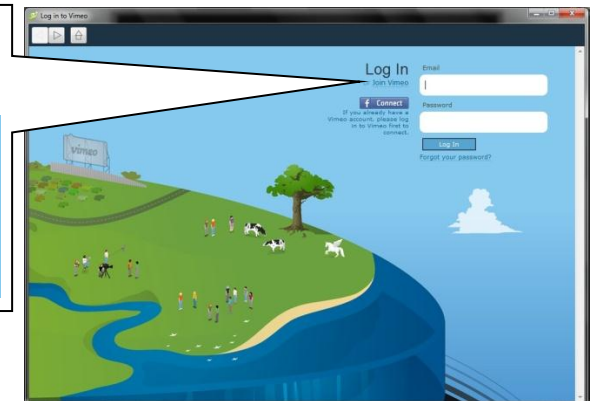 Log in to Vimeo
Log In
or Join Vimeo
f Connect
If you already have a
Vimeo account, please log
in to Vimeo first to
connect.
Email
Password
Log In
Forgot your password?
vimeo